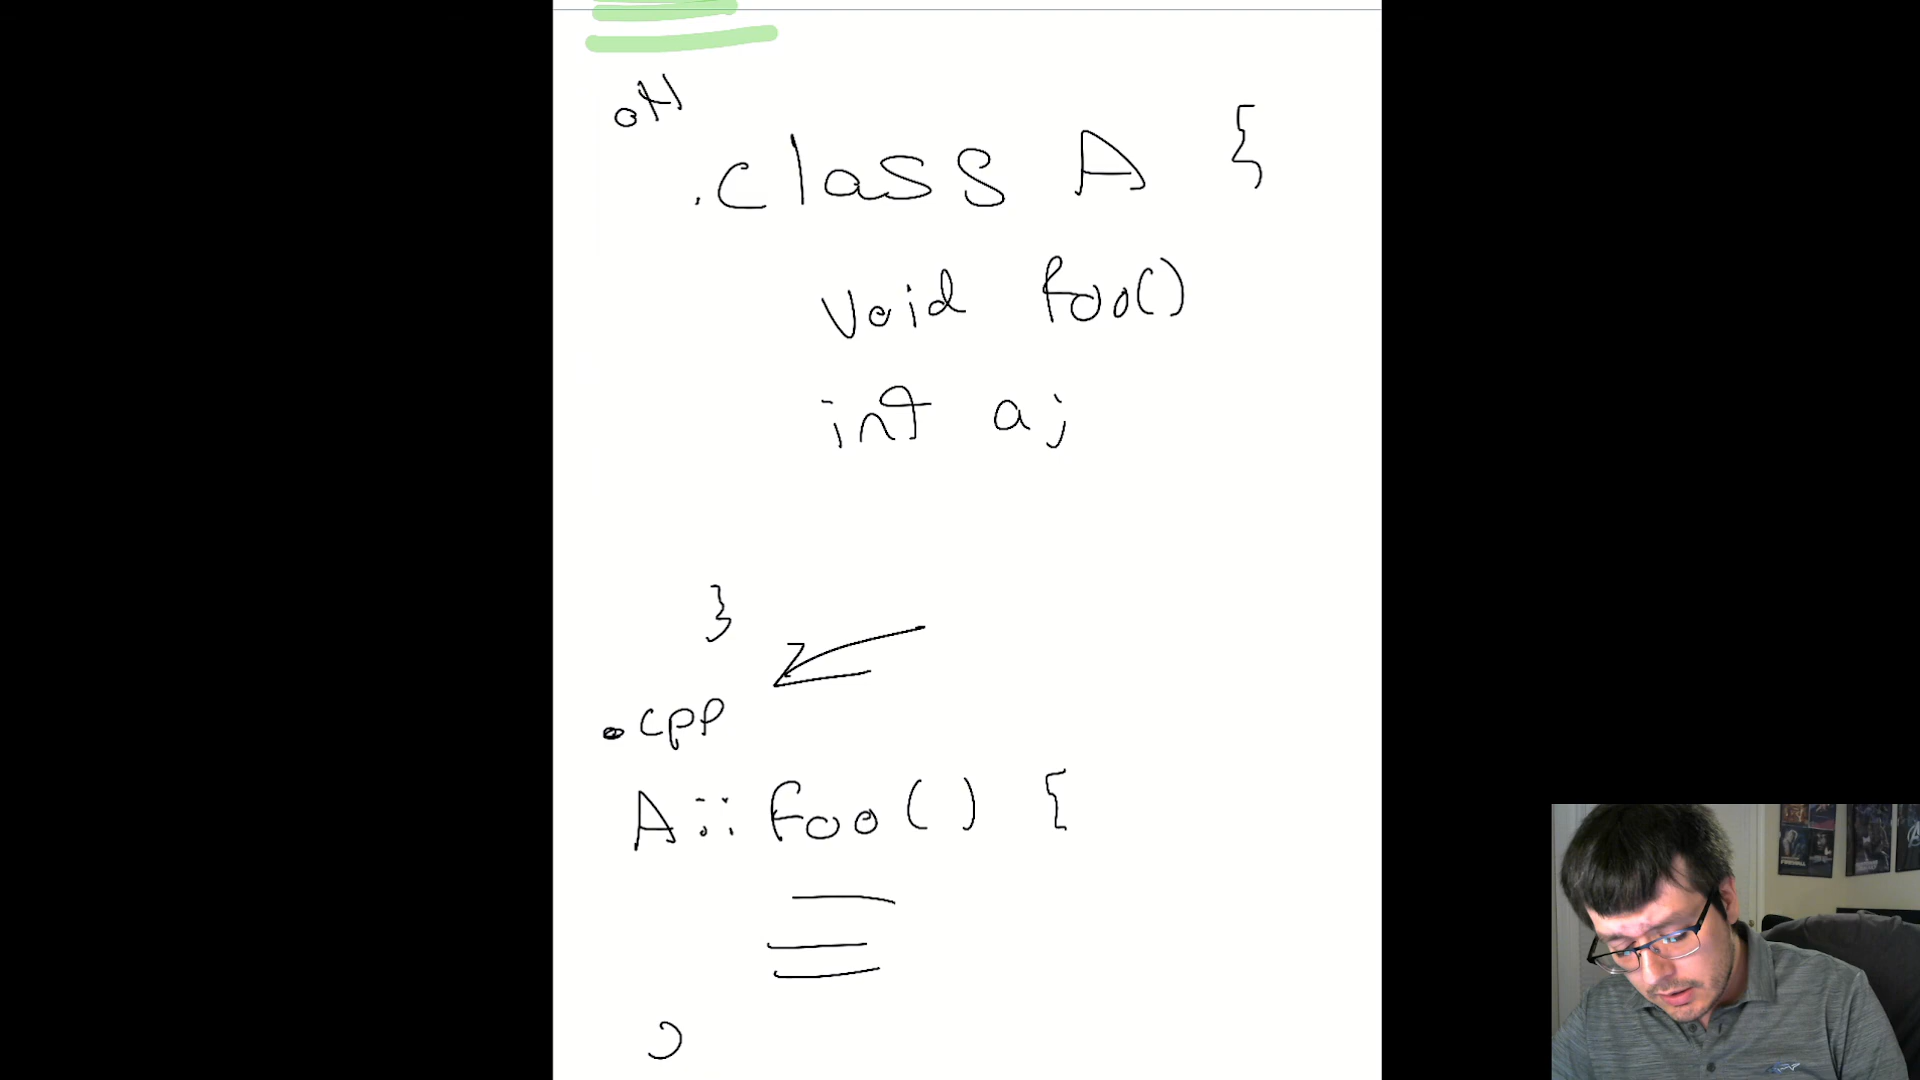 .H
.class A {
void foo()
int a;
}
.cpp
A::foo() {